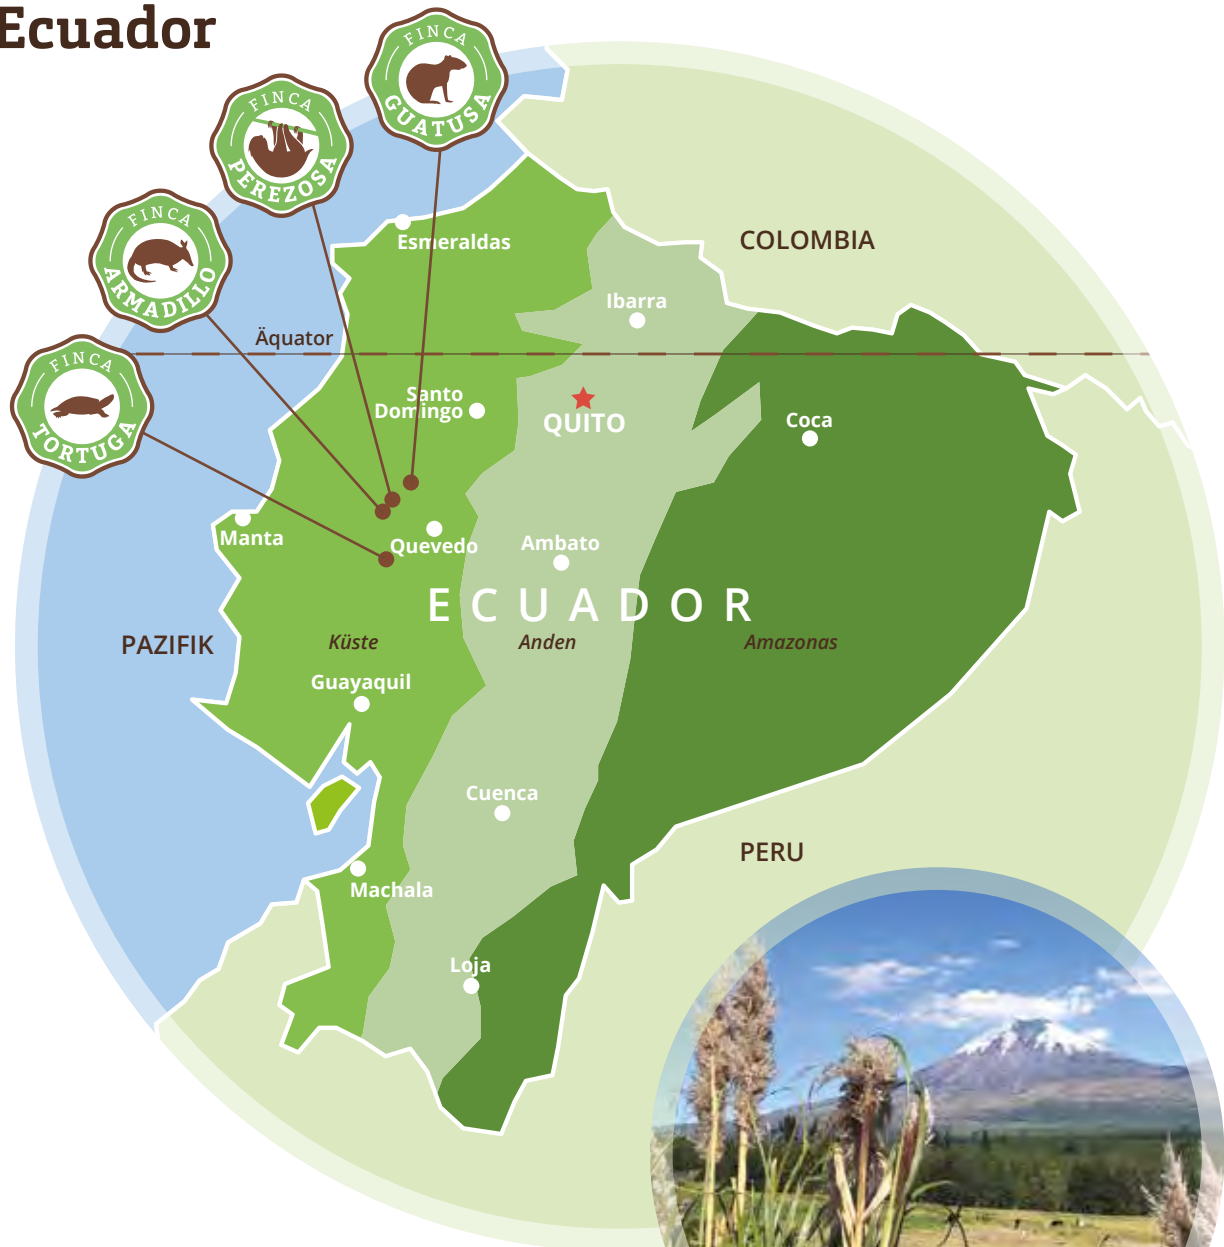 Ecuador
FINCA
GUATUSA
FINCA
PEREZOSA
FINCA
ARMADILLO
FINCA
TORTUGA
Esmeraldas
COLOMBIA
Ibarra
Äquator
Santo
Domingo
QUITO
Coca
Manta
Quevedo
Ambato
ECUADOR
PAZIFIK
Küste
Anden
Amazonas
Guayaquil
Cuenca
PERU
Machala
Loja